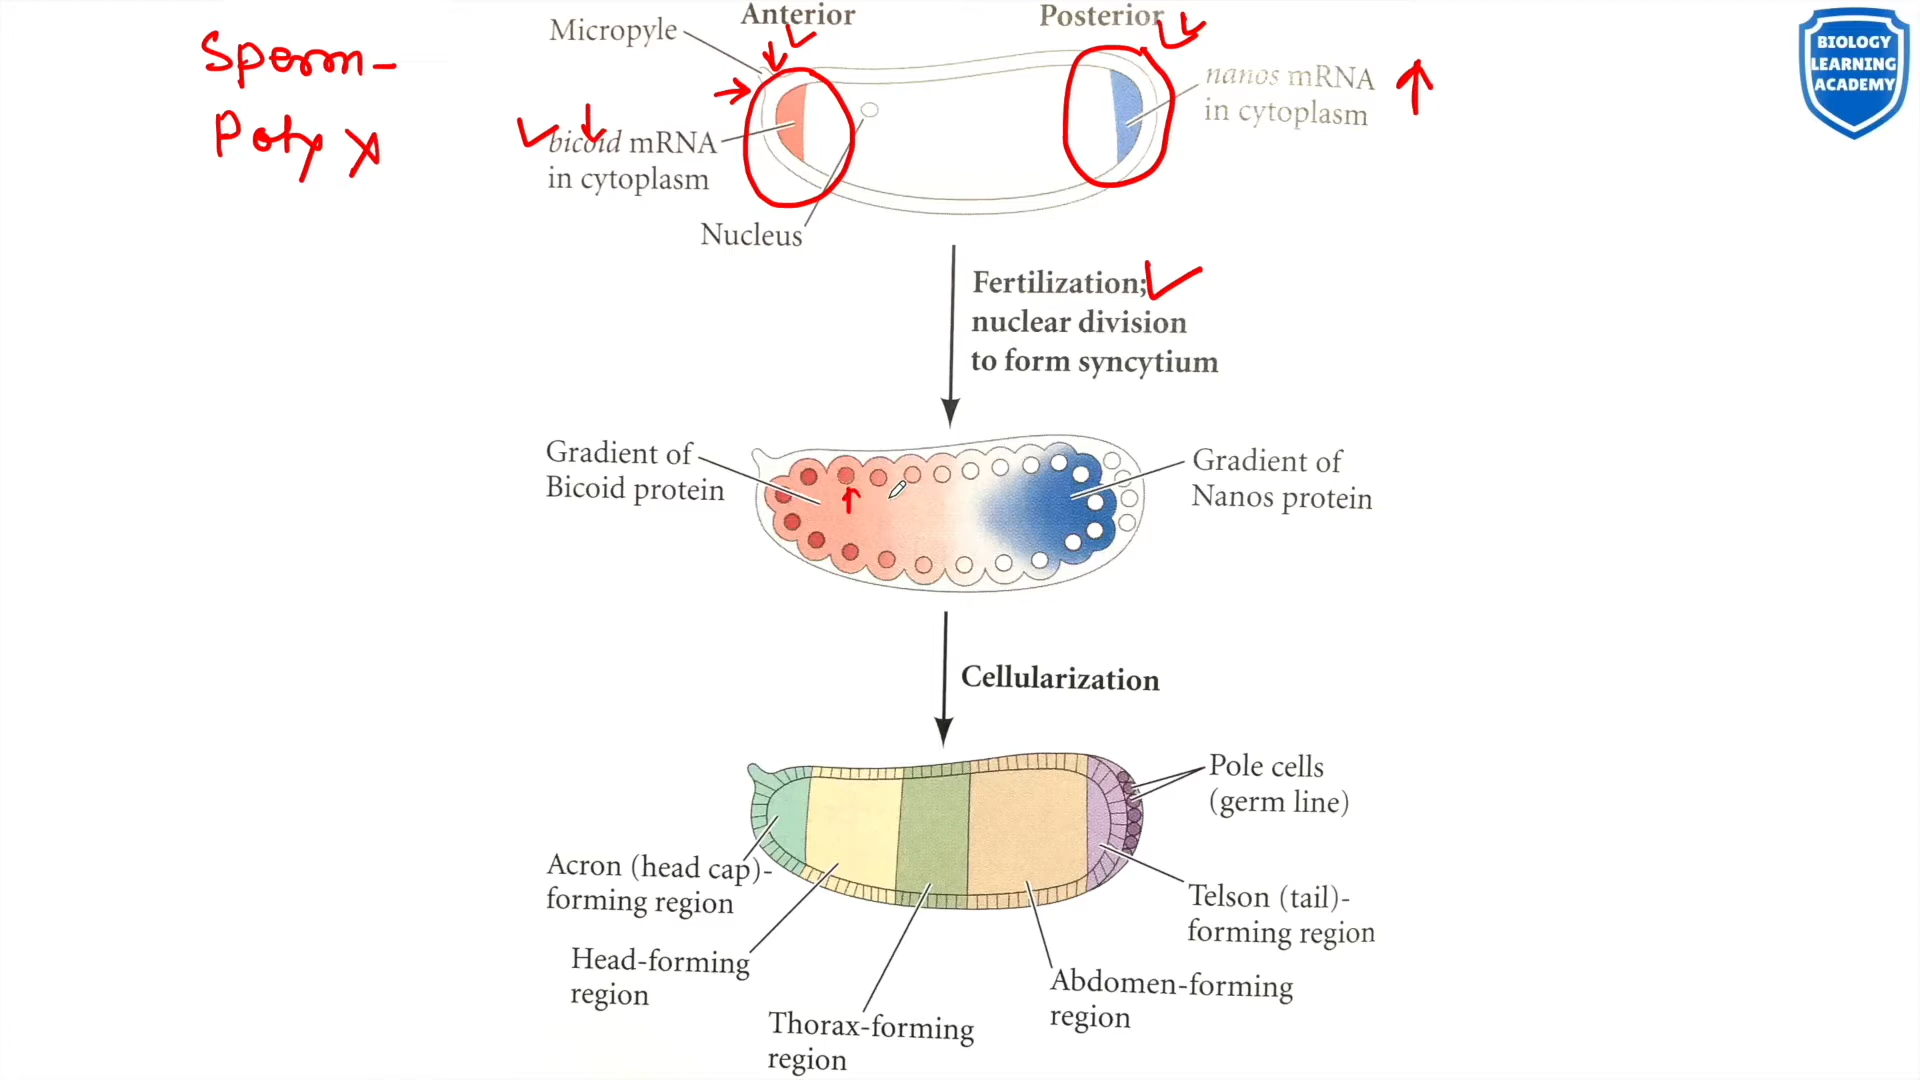 Anterior
Posterior
Micropyle
Sperm-
Poly X
nanos mRNA
in cytoplasm
bicoid mRNA
in cytoplasm
Nucleus
BIOLOGY
LEARNING
ACADEMY
Fertilization;
nuclear division
to form syncytium
Gradient of
Bicoid protein
Gradient of
Nanos protein
Cellularization
Pole cells
(germ line)
Acron (head cap)-
forming region
Telson (tail)-
forming region
Head-forming
region
Abdomen-forming
region
Thorax-forming
region